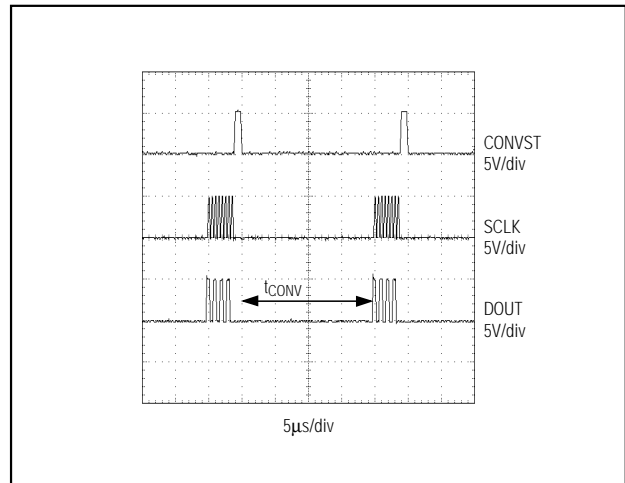 CONVST
5V/div
SCLK
5V/div
tCONV
DOUT
5V/div
5μs/div